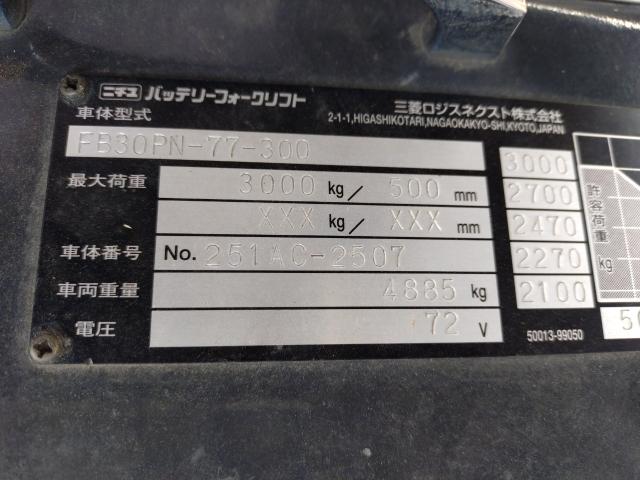 ニチユ バッテリーフォークリフト
三菱ロジスネクスト株式会社
2-1-1,HIGASHIKOTARI,NAGAOKAKYO-SHI,KYOTO,JAPAN
車体型式
FB30PN-77-300
最大荷重 3000 kg/ 500 mm
XXX kg/ XXX mm
車体番号 No. 251AC-2507
車両重量 4885 kg
電圧 72 V
3000
2700
2470
2270
2100
許容荷重
kg
50013-99050